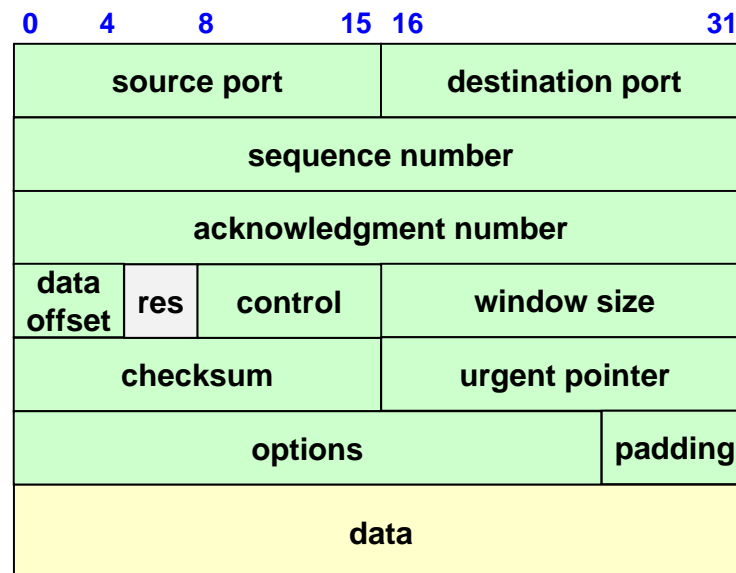 0 4 8 15 16 31
source port destination port
sequence number
acknowledgment number
data
offset res control window size
checksum urgent pointer
options padding
data